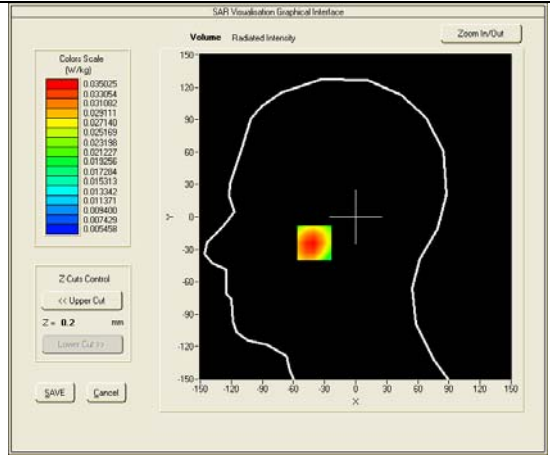 SAR Visualisation Graphical Interface
Volume Radiated Intensity
Zoom In/Out
Colors Scale
(W/kg)
0.035025
0.033054
0.031082
0.029111
0.027140
0.025169
0.023198
0.021227
0.019256
0.017284
0.015313
0.013342
0.011371
0.009400
0.007429
0.005458
Z Cuts Control
<< Upper Cut
Z = 0.2 mm
Lower Cut >>
SAVE Cancel
150-
120-
90-
60-
30-
0-
-30-
-60-
-90-
-120-
-150-
Y
-150 -120 -90 -60 -30 0 30 60 90 120 150
X